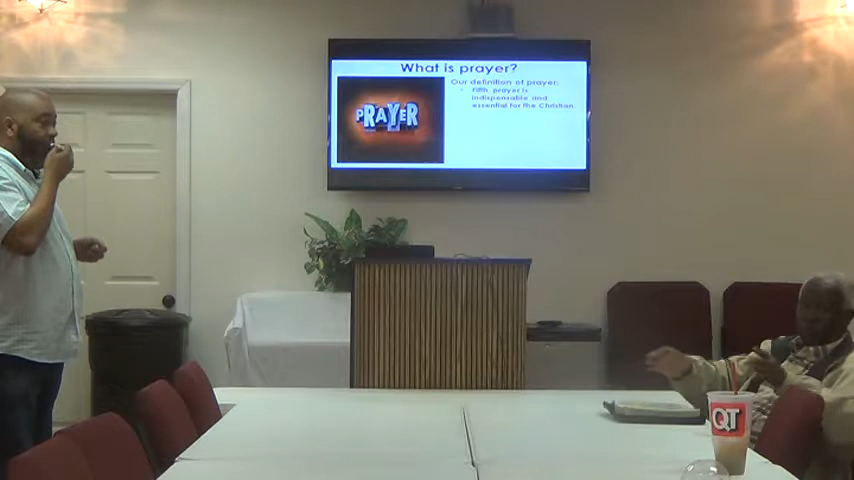 What is prayer?
Our definition of prayer:
Fifth, prayer is
indispensable and
essential for the Christian.
PRAYER
QT